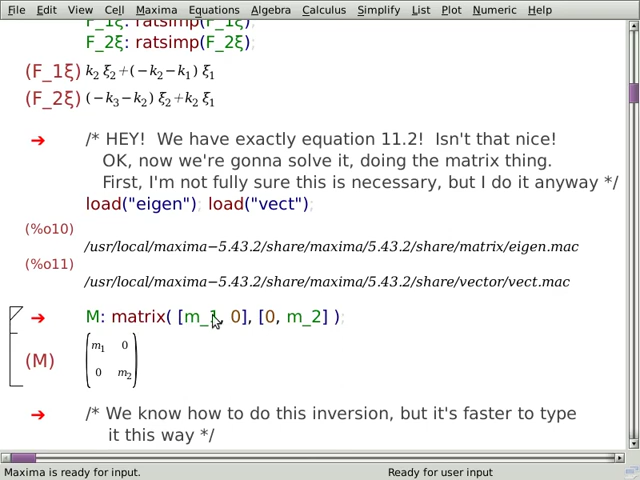 File Edit View Cell Maxima Equations Algebra Calculus Simplify List Plot Numeric Help
F_1ξ: ratsimp(F_1ξ);
F_2ξ: ratsimp(F_2ξ);
(F_1ξ) k₂ ξ₂+(−k₂−k₁) ξ₁
(F_2ξ) (−k₃−k₂) ξ₂+k₂ ξ₁
➔ /* HEY! We have exactly equation 11.2! Isn't that nice!
OK, now we're gonna solve it, doing the matrix thing.
First, I'm not fully sure this is necessary, but I do it anyway */
load("eigen"); load("vect");
(%o10)
/usr/local/maxima−5.43.2/share/maxima/5.43.2/share/matrix/eigen.mac
(%o11)
/usr/local/maxima−5.43.2/share/maxima/5.43.2/share/vector/vect.mac
➔ M: matrix( [m_1, 0], [0, m_2] );
m₁ 0
(M)
0 m₂
➔ /* We know how to do this inversion, but it's faster to type
it this way */
Maxima is ready for input. Ready for user input